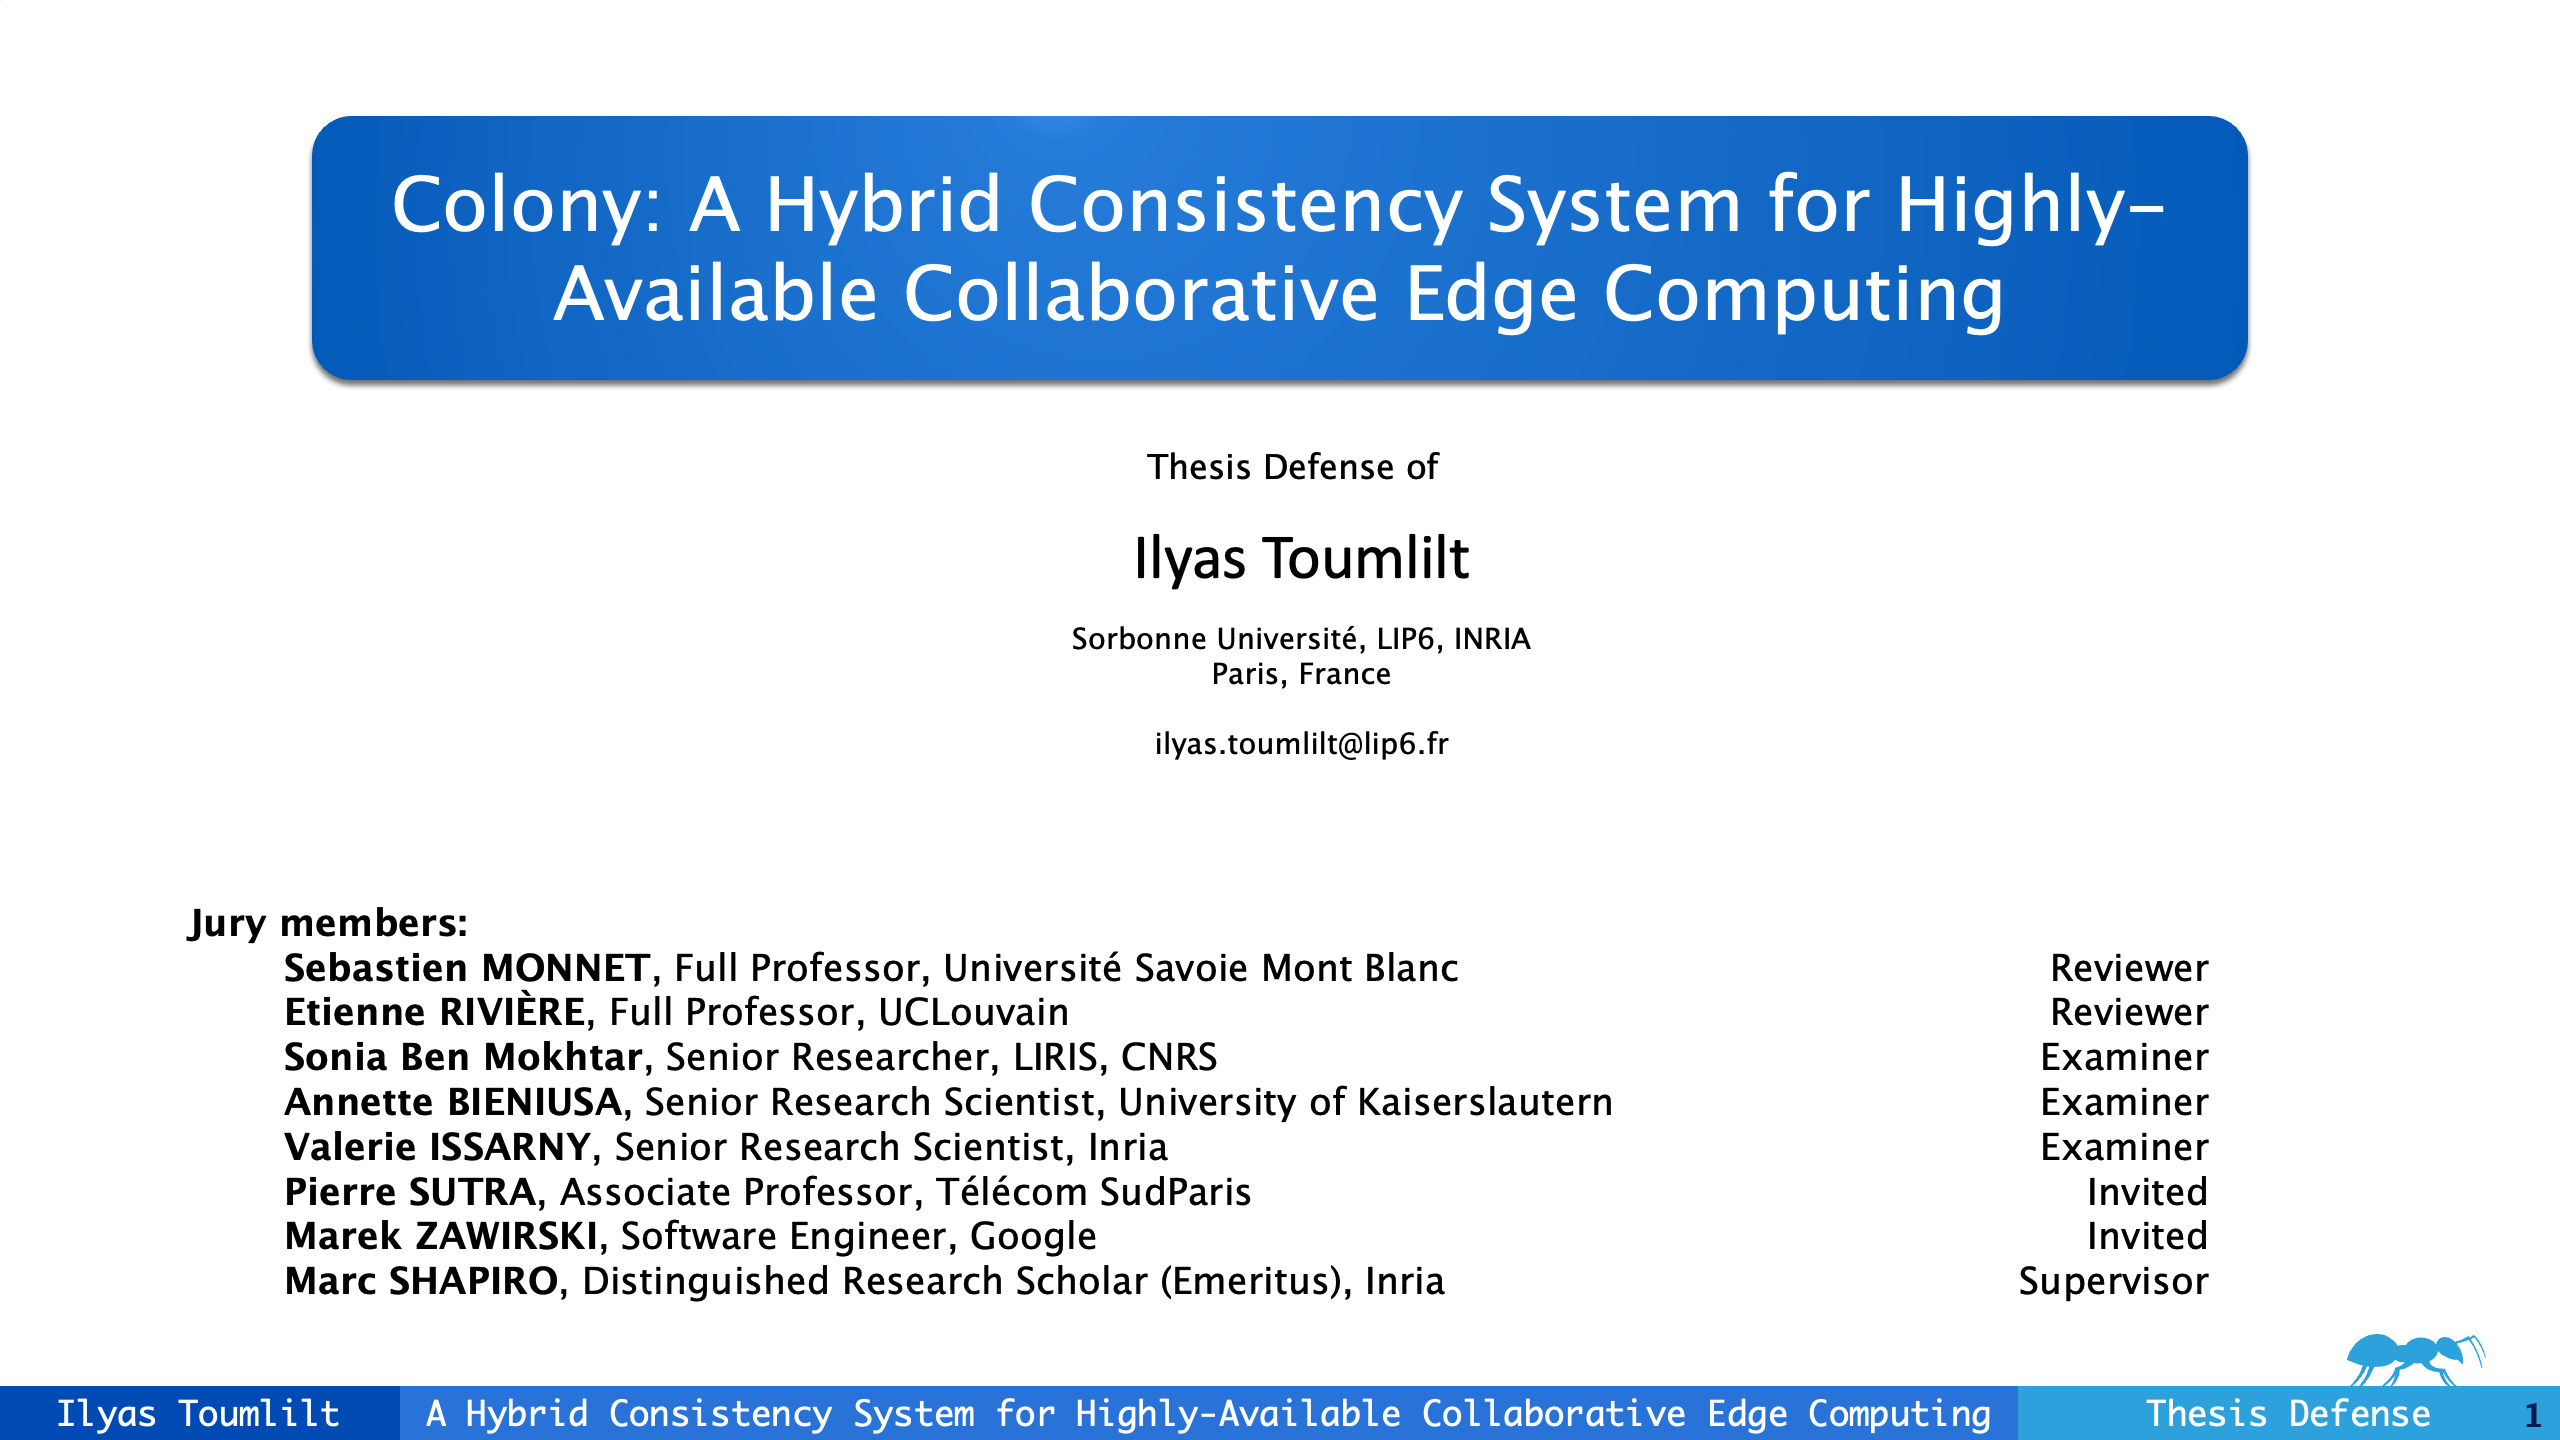 Colony: A Hybrid Consistency System for Highly-
Available Collaborative Edge Computing
Thesis Defense of
Ilyas Toumlilt
Sorbonne Université, LIP6, INRIA
Paris, France
ilyas.toumlilt@lip6.fr
Jury members:
Sebastien MONNET, Full Professor, Université Savoie Mont Blanc Reviewer
Etienne RIVIÈRE, Full Professor, UCLouvain Reviewer
Sonia Ben Mokhtar, Senior Researcher, LIRIS, CNRS Examiner
Annette BIENIUSA, Senior Research Scientist, University of Kaiserslautern Examiner
Valerie ISSARNY, Senior Research Scientist, Inria Examiner
Pierre SUTRA, Associate Professor, Télécom SudParis Invited
Marek ZAWIRSKI, Software Engineer, Google Invited
Marc SHAPIRO, Distinguished Research Scholar (Emeritus), Inria Supervisor
Ilyas Toumlilt A Hybrid Consistency System for Highly-Available Collaborative Edge Computing Thesis Defense 1